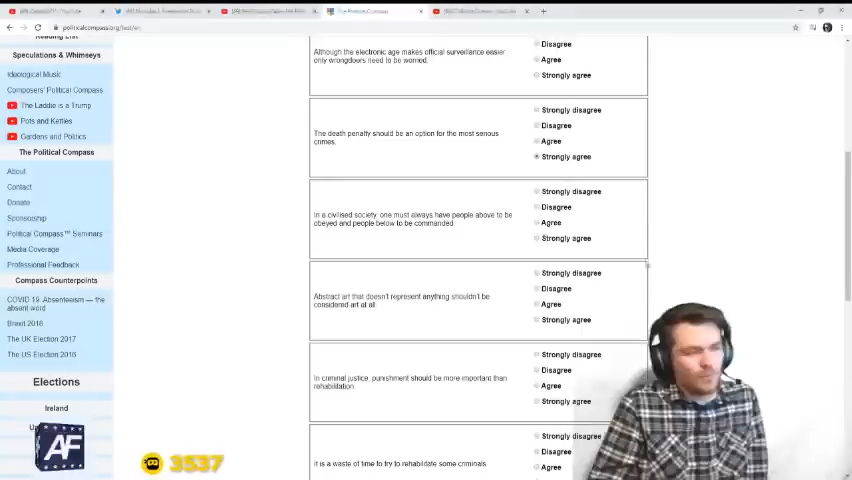 politicalcompass.org/test/en
The Political Compass
Speculations & Whimseys
Ideological Music
Composers' Political Compass
The Laddie is a Trump
Pots and Kettles
Gardens and Politics
The Political Compass
About
Contact
Donate
Sponsorship
Political Compass™ Seminars
Media Coverage
Professional Feedback
Compass Counterpoints
COVID 19: Absenteeism — the
absent word
Brexit 2016
The UK Election 2017
The US Election 2016
Elections
Ireland
AF
3537
Although the electronic age makes official surveillance easier
only wrongdoers need to be worried.
Disagree
Agree
Strongly agree
The death penalty should be an option for the most serious
crimes.
Strongly disagree
Disagree
Agree
Strongly agree
In a civilised society, one must always have people above to be
obeyed and people below to be commanded.
Strongly disagree
Disagree
Agree
Strongly agree
Abstract art that doesn't represent anything shouldn't be
considered art at all.
Strongly disagree
Disagree
Agree
Strongly agree
In criminal justice, punishment should be more important than
rehabilitation
Strongly disagree
Disagree
Agree
Strongly agree
It is a waste of time to try to rehabilitate some criminals
Strongly disagree
Disagree
Agree